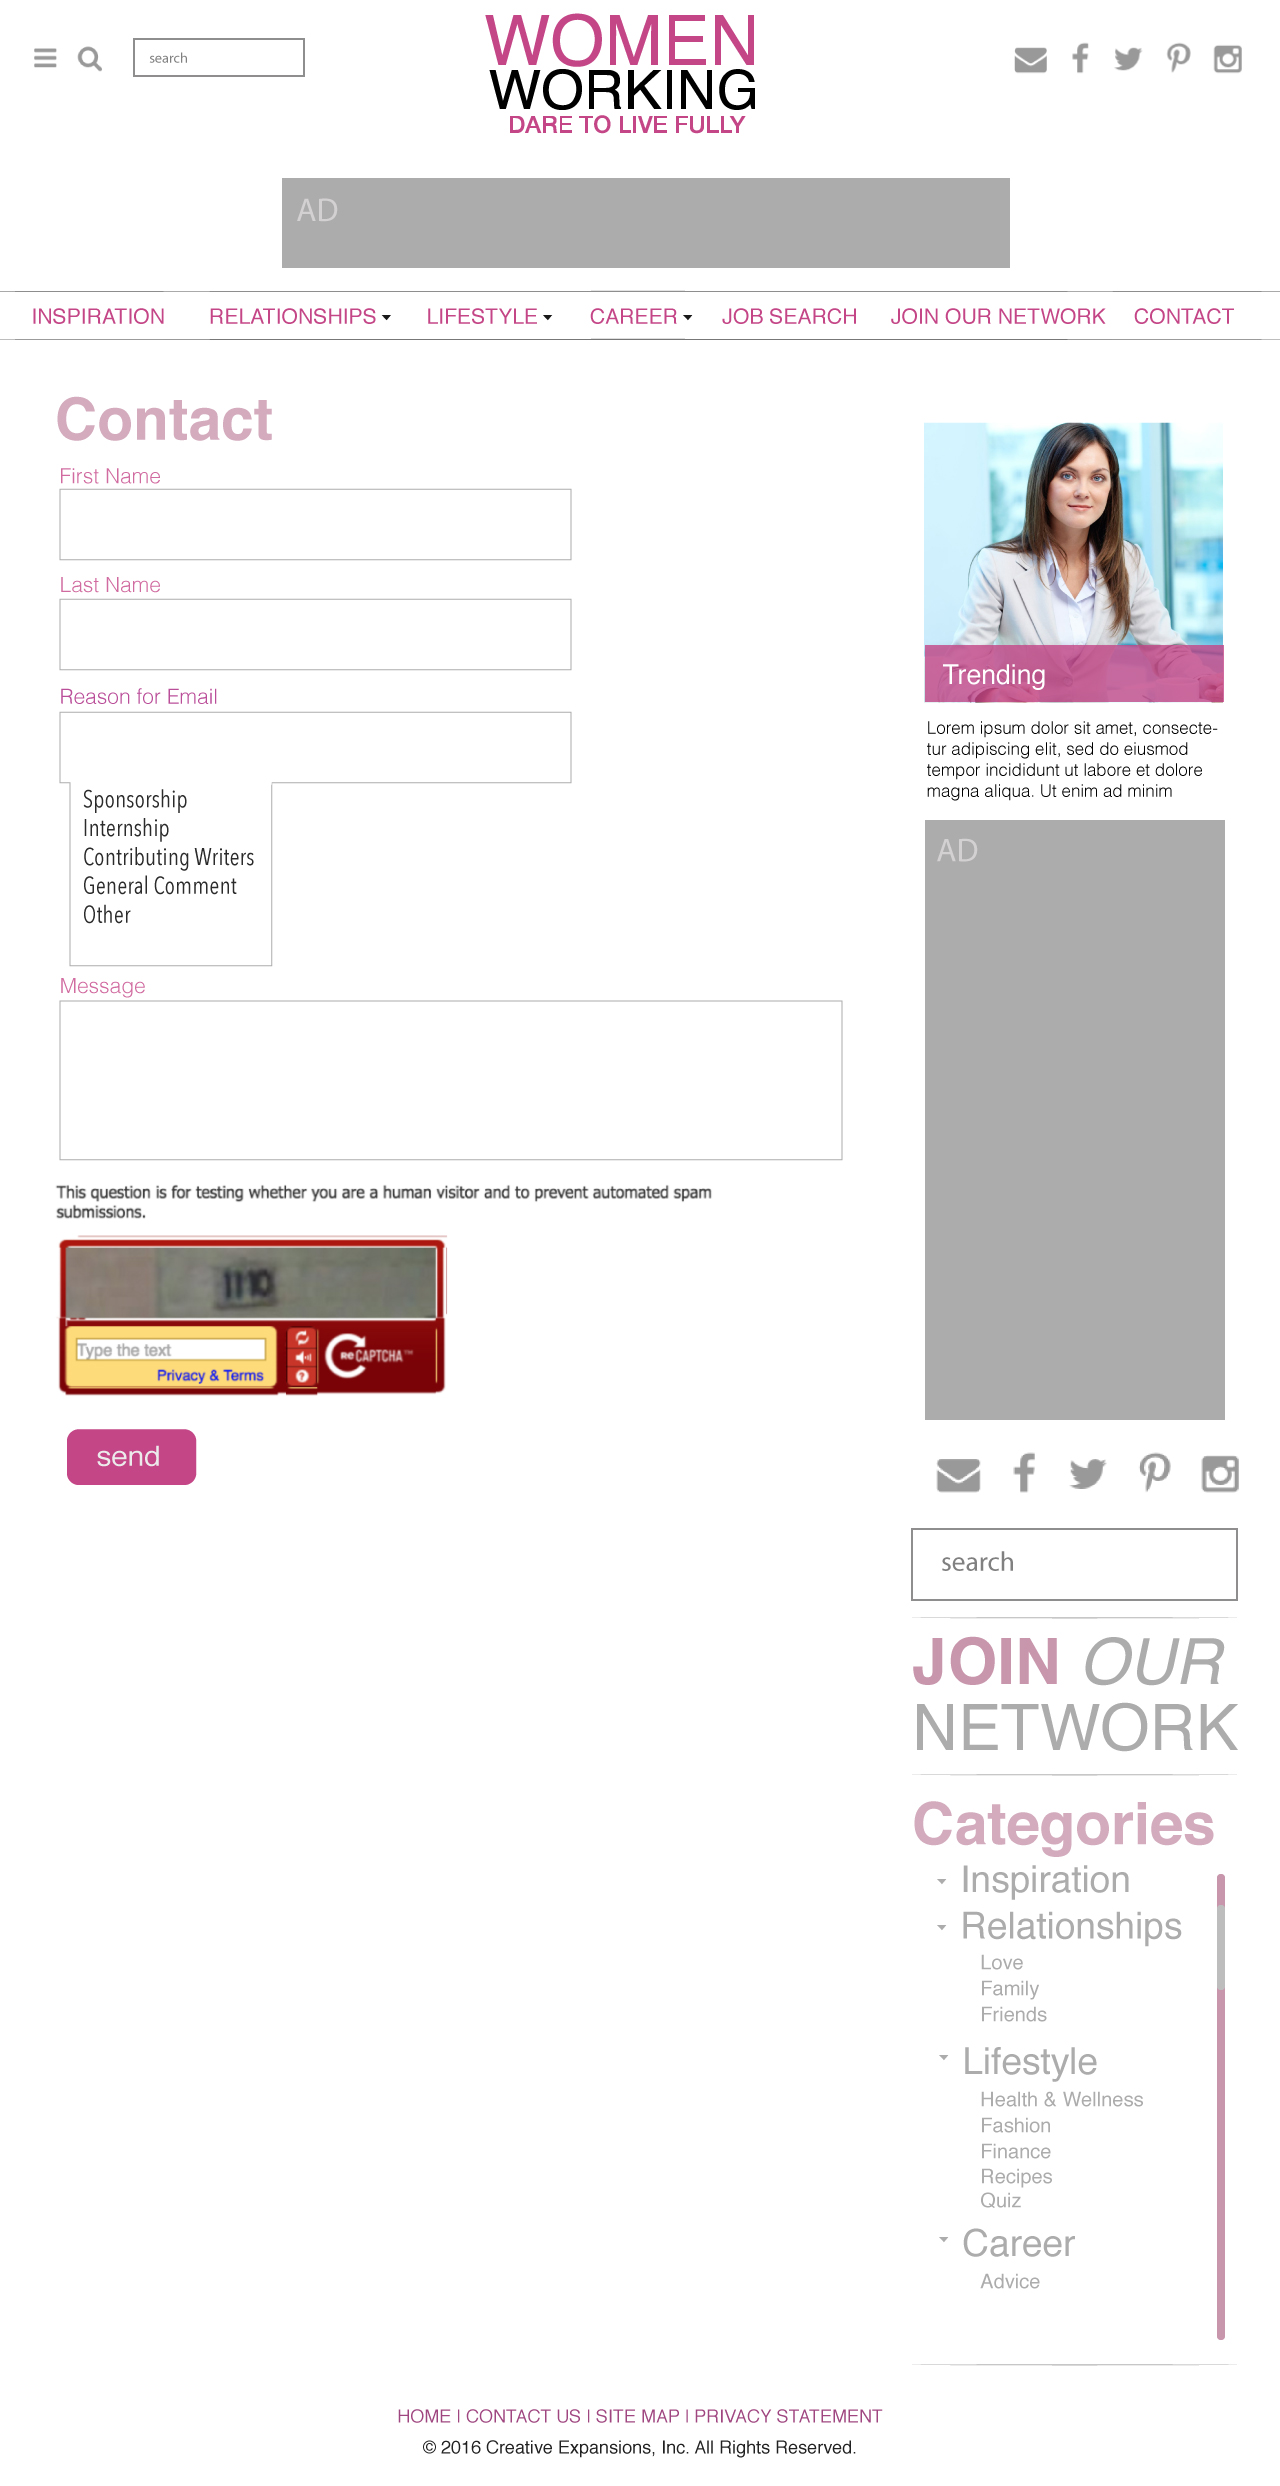 search
WOMEN
WORKING
DARE TO LIVE FULLY
AD
INSPIRATION RELATIONSHIPS LIFESTYLE CAREER JOB SEARCH JOIN OUR NETWORK CONTACT
Contact
First Name
Last Name
Reason for Email
Sponsorship
Internship
Contributing Writers
General Comment
Other
Message
This question is for testing whether you are a human visitor and to prevent automated spam
submissions.
1110
Type the text
Privacy & Terms
ReCAPTCHA™
send
Trending
Lorem ipsum dolor sit amet, consecte-
tur adipiscing elit, sed do eiusmod
tempor incididunt ut labore et dolore
magna aliqua. Ut enim ad minim
AD
search
JOIN OUR
NETWORK
Categories
Inspiration
Relationships
Love
Family
Friends
Lifestyle
Health & Wellness
Fashion
Finance
Recipes
Quiz
Career
Advice
HOME | CONTACT US | SITE MAP | PRIVACY STATEMENT
© 2016 Creative Expansions, Inc. All Rights Reserved.